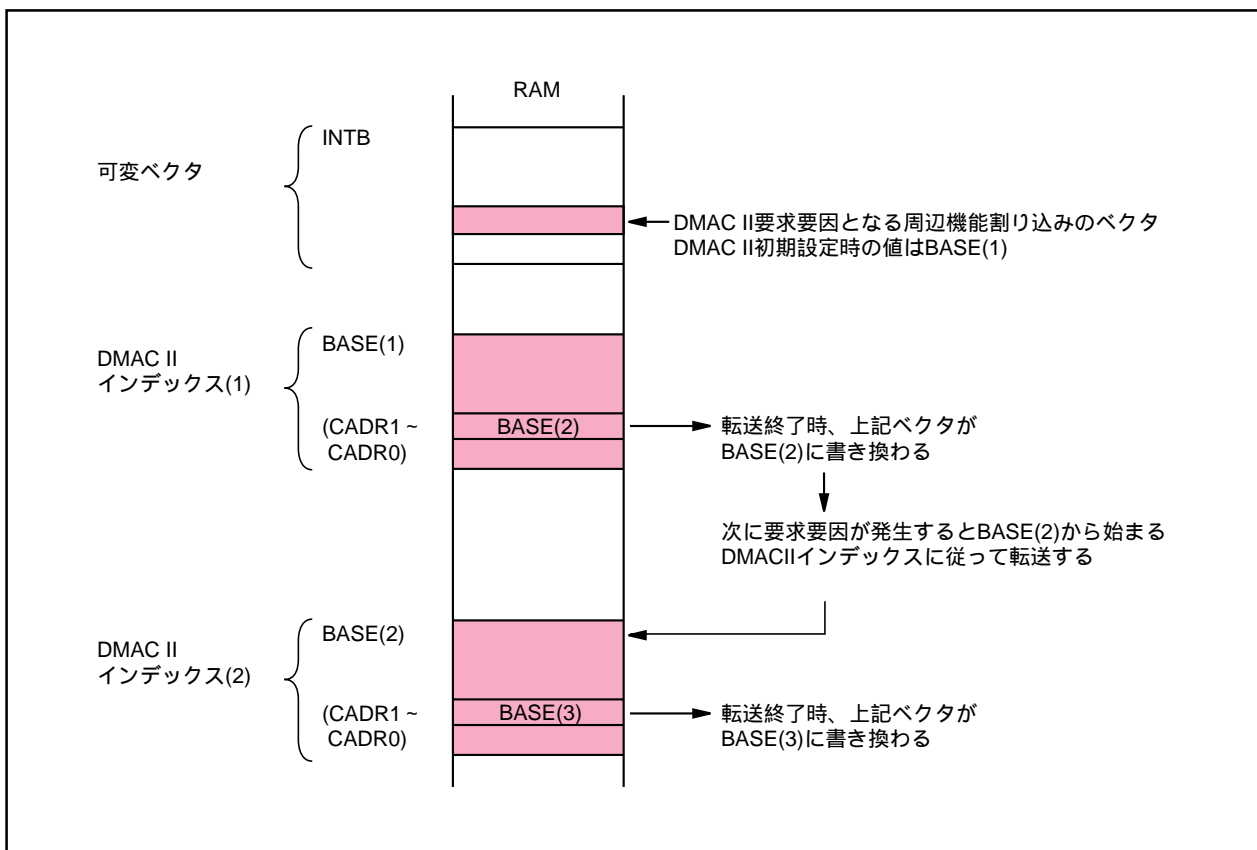 RAM
INTB
可変ベクタ
DMAC II要求要因となる周辺機能割り込みのベクタ
DMAC II初期設定時の値はBASE(1)
BASE(1)
DMAC II
インデックス(1)
(CADR1 ~
CADR0)
BASE(2)
転送終了時、上記ベクタが
BASE(2)に書き換わる
次に要求要因が発生するとBASE(2)から始まる
DMACIIインデックスに従って転送する
BASE(2)
DMAC II
インデックス(2)
(CADR1 ~
CADR0)
BASE(3)
転送終了時、上記ベクタが
BASE(3)に書き換わる